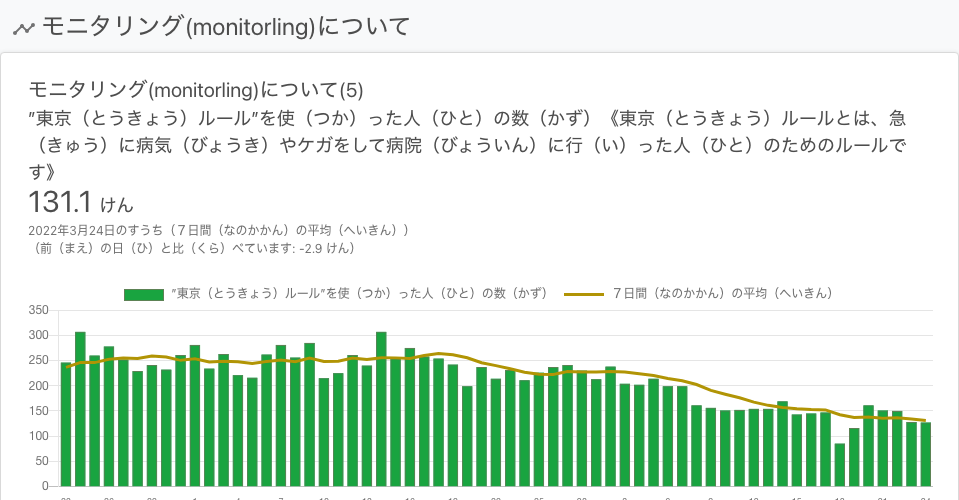 モニタリング(monitorling)について
モニタリング(monitorling)について(5)
”東京（とうきょう）ルール”を使（つか）った人（ひと）の数（かず）《東京（とうきょう）ルールとは、急
（きゅう）に病気（びょうき）やケガをして病院（びょういん）に行（い）った人（ひと）のためのルールで
す》
131.1 けん
2022年3月24日のすうち（７日間（なのかかん）の平均（へいきん））
（前（まえ）の日（ひ）と比（くら）べています: -2.9 けん）
”東京（とうきょう）ルール”を使（つか）った人（ひと）の数（かず） ７日間（なのかかん）の平均（へいきん）
350
300
250
200
150
100
50
0